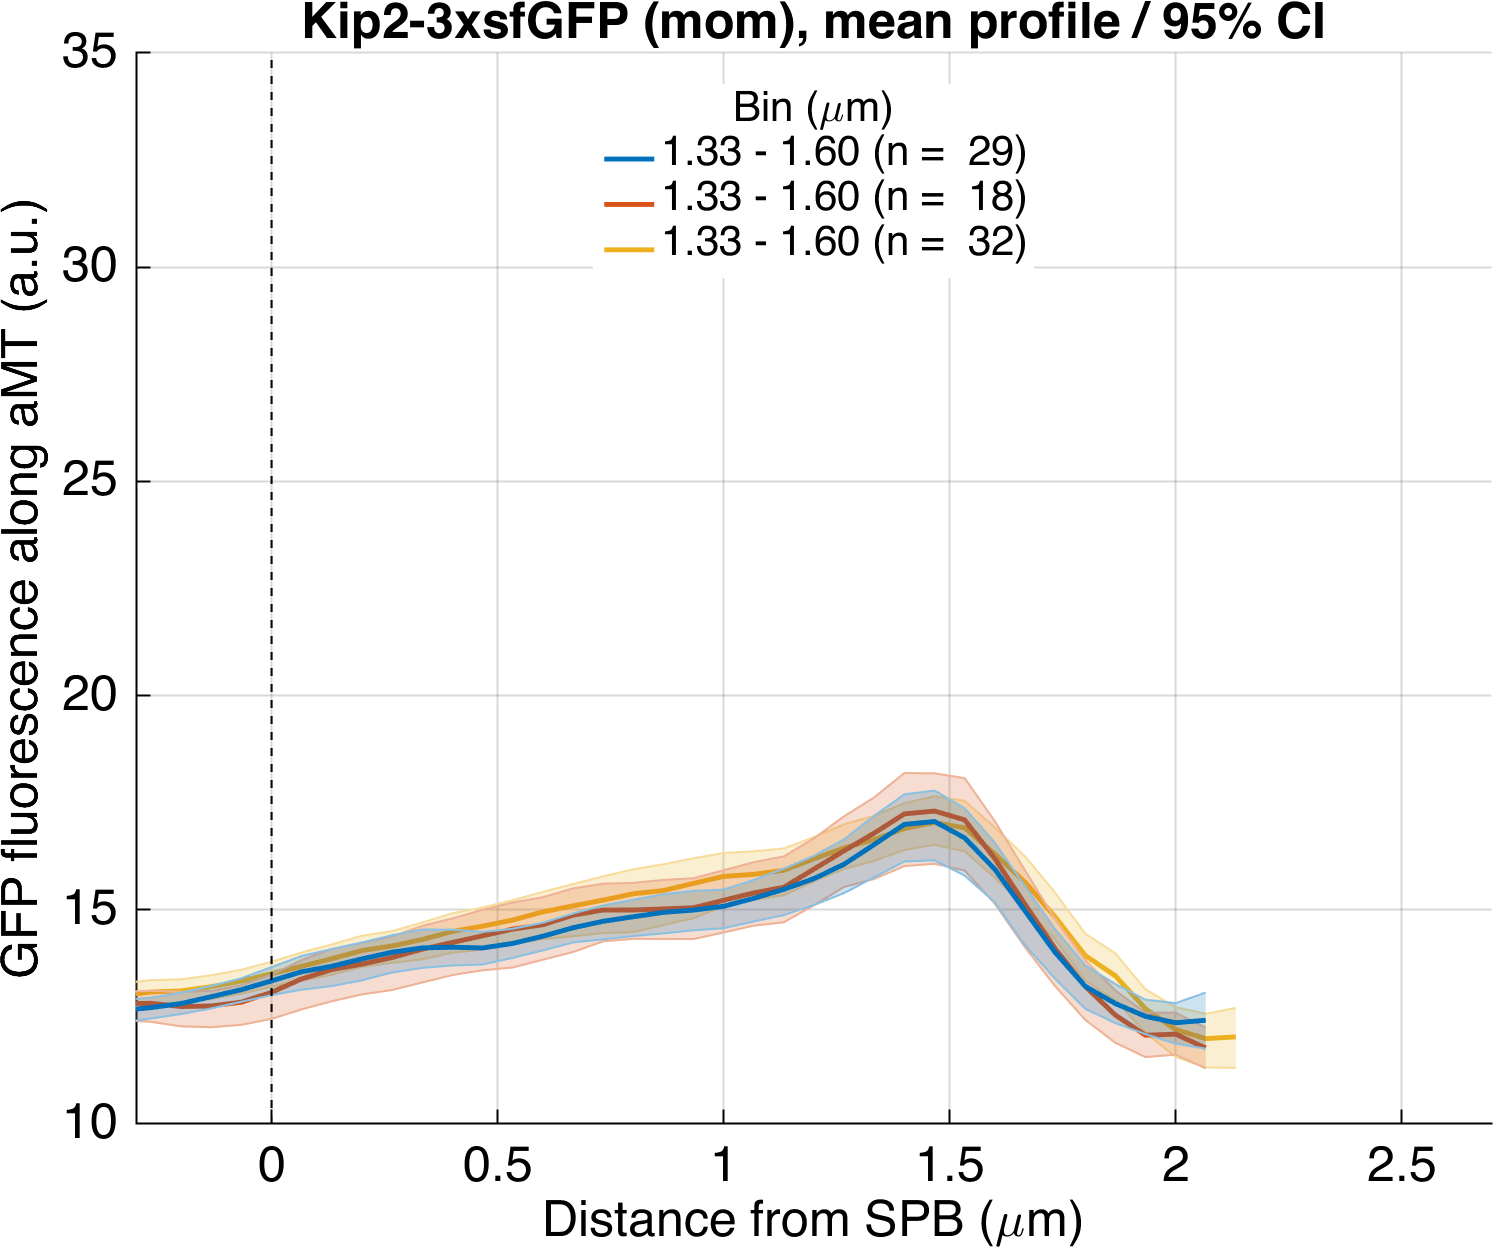 Kip2-3xsfGFP (mom), mean profile / 95% CI
GFP fluorescence along aMT (a.u.)
35
30
25
20
15
10
Bin (μm)
1.33 - 1.60 (n = 29)
1.33 - 1.60 (n = 18)
1.33 - 1.60 (n = 32)
0 0.5 1 1.5 2 2.5
Distance from SPB (μm)